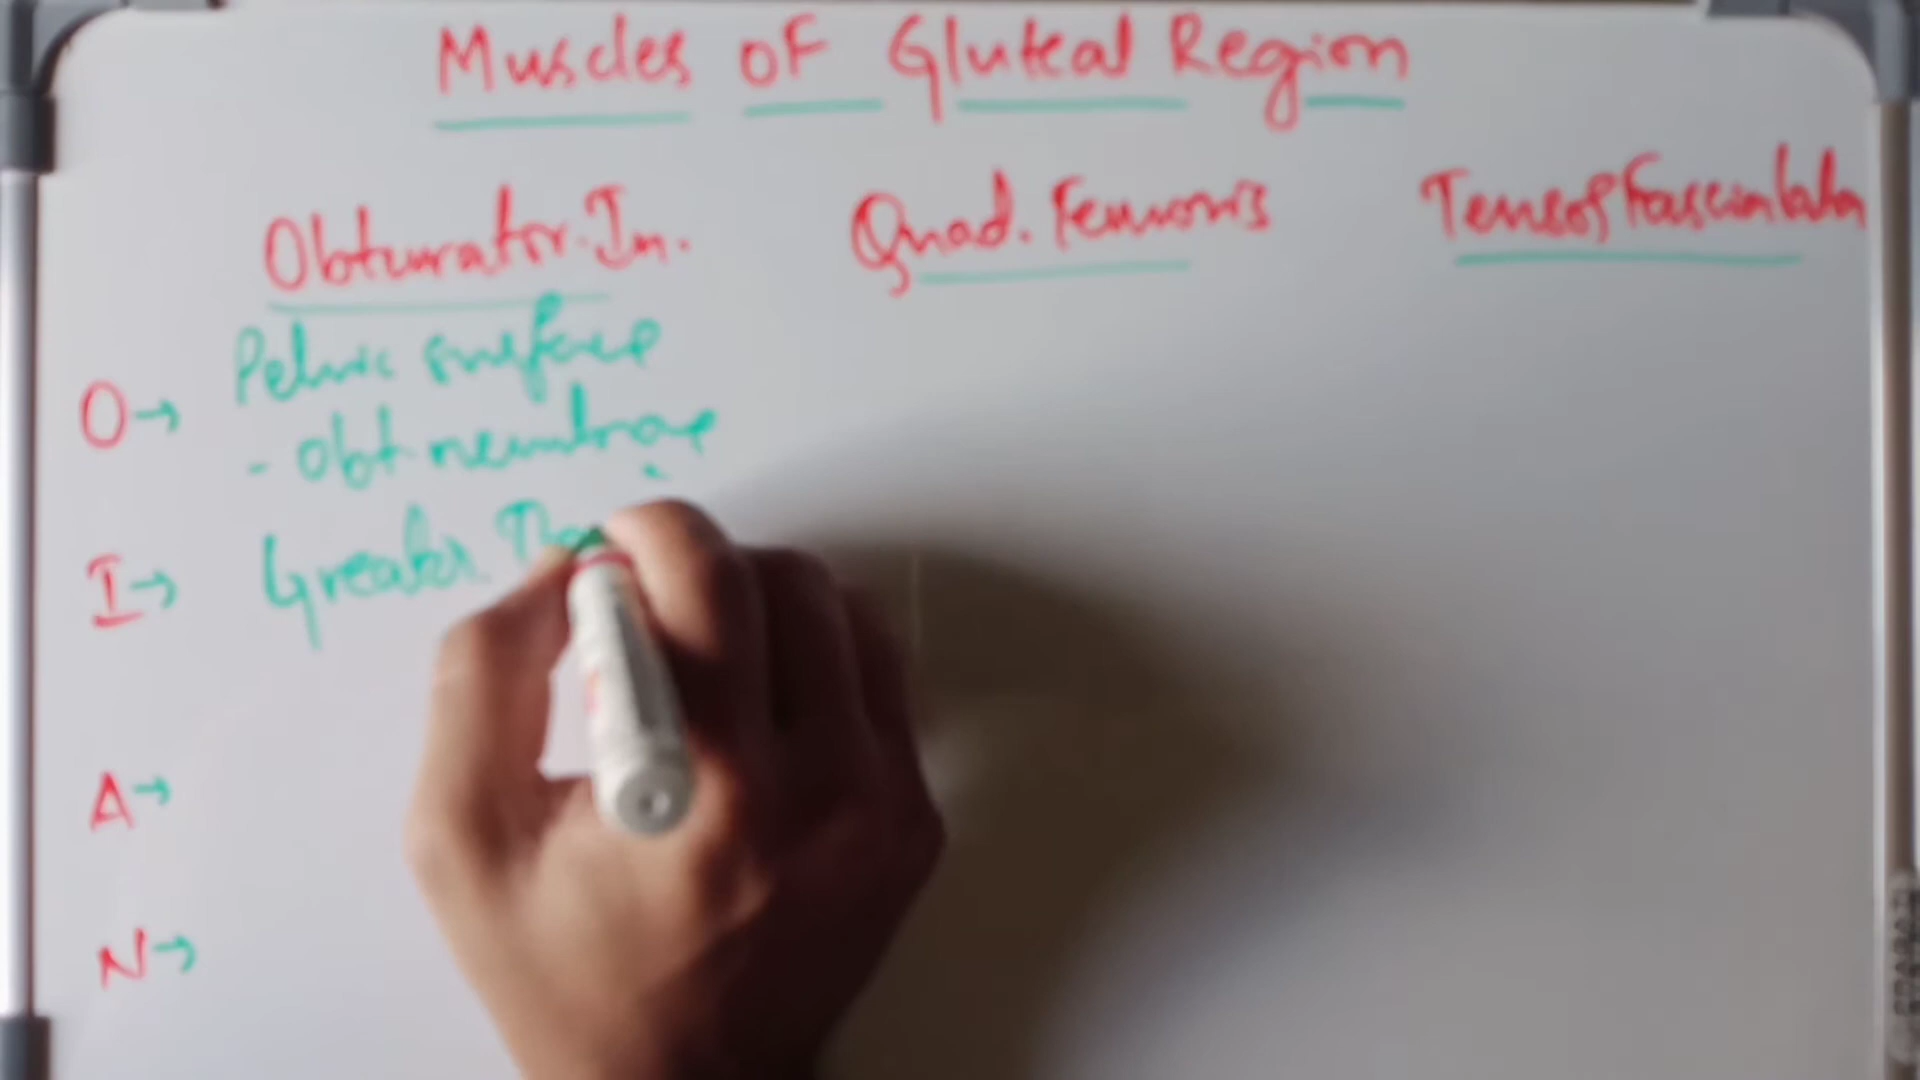 Muscles oF Gluteal Region
Obturator. In.
Quad. Femoris
Tensor Fascia lata
O→ Pelvic surface
- obt membrane
I→ Greater
A→
N→